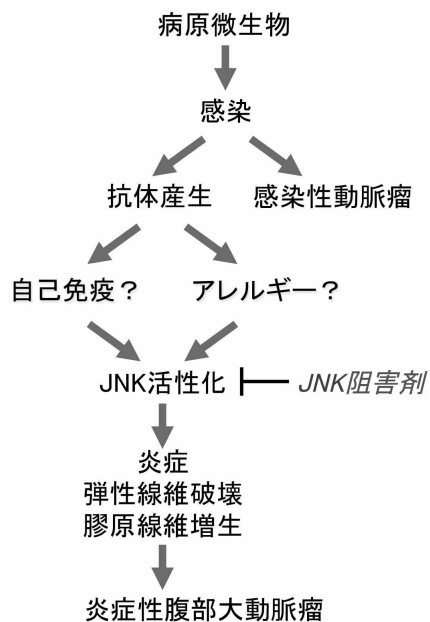 病原微生物
感染
抗体産生
感染性動脈瘤
自己免疫？
アレルギー？
JNK活性化
JNK阻害剤
炎症
弾性線維破壊
膠原線維増生
炎症性腹部大動脈瘤